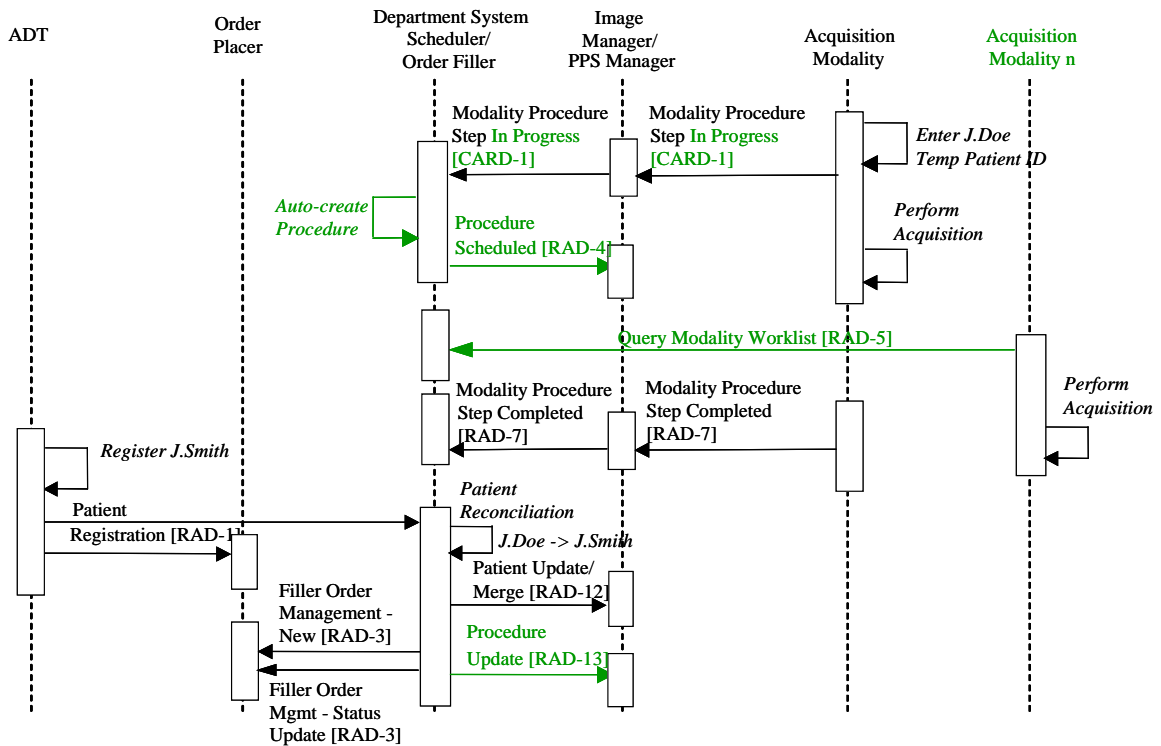 ADT
Order
Placer
Department System
Scheduler/
Order Filler
Image
Manager/
PPS Manager
Acquisition
Modality
Acquisition
Modality n
Modality Procedure
Step In Progress
[CARD-1]
Modality Procedure
Step In Progress
[CARD-1]
Enter J.Doe
Temp Patient ID
Auto-create
Procedure
Procedure
Scheduled [RAD-4]
Perform
Acquisition
Query Modality Worklist [RAD-5]
Modality Procedure
Step Completed
[RAD-7]
Modality Procedure
Step Completed
[RAD-7]
Perform
Acquisition
Register J.Smith
Patient
Registration [RAD-1]
Patient
Reconciliation
J.Doe -> J.Smith
Patient Update/
Merge [RAD-12]
Filler Order
Management -
New [RAD-3]
Procedure
Update [RAD-13]
Filler Order
Mgmt - Status
Update [RAD-3]